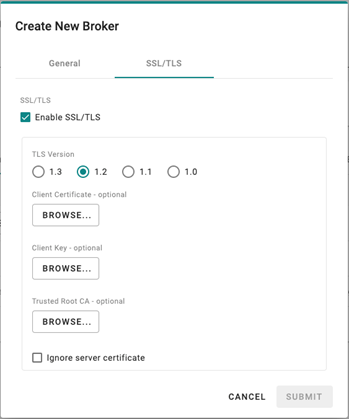 Create New Broker
General SSL/TLS
SSL/TLS
Enable SSL/TLS
TLS Version
1.3 1.2 1.1 1.0
Client Certificate - optional
BROWSE...
Client Key - optional
BROWSE...
Trusted Root CA - optional
BROWSE...
Ignore server certificate
CANCEL SUBMIT